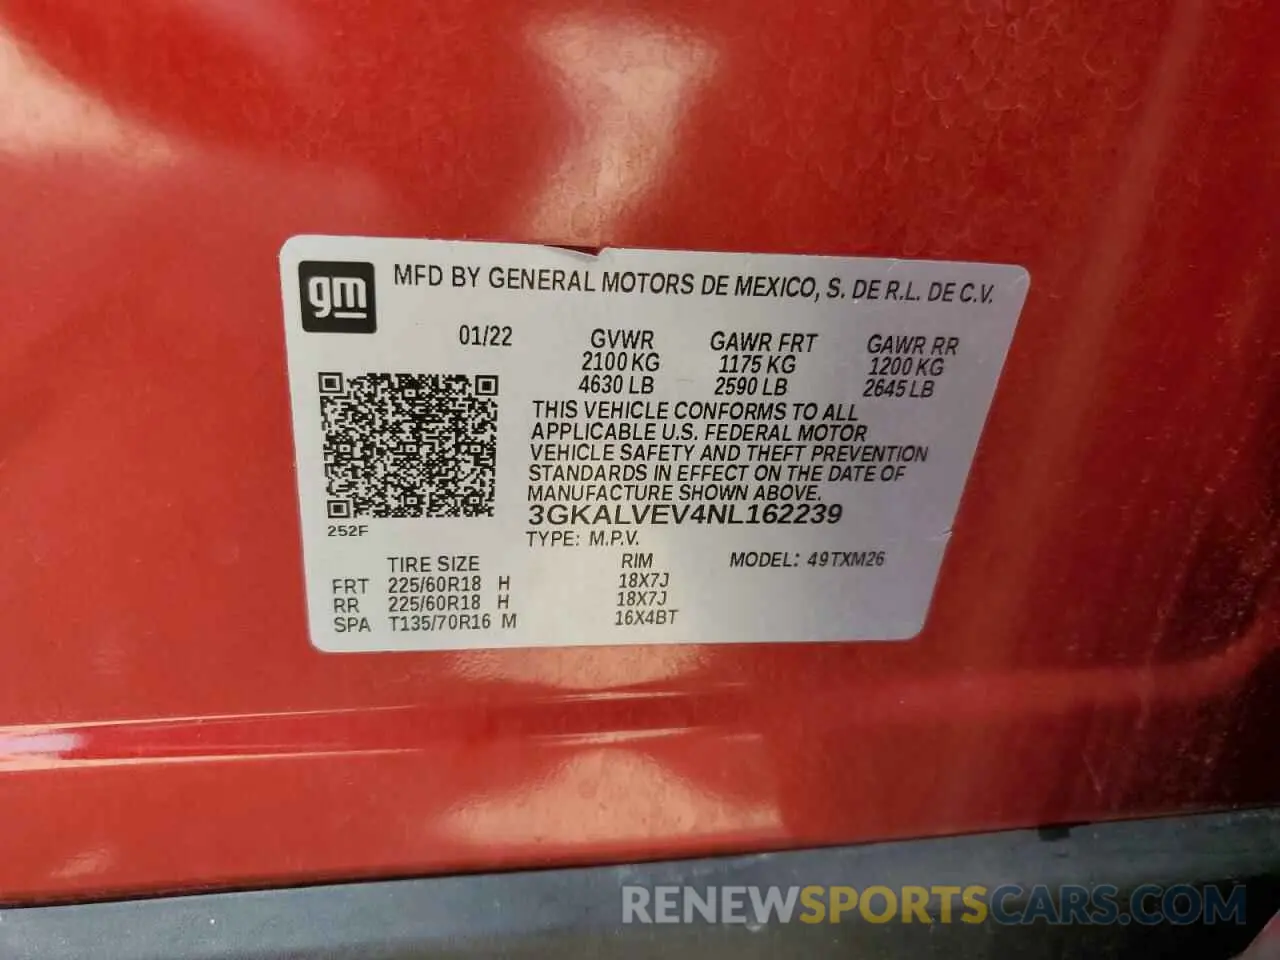 gm
MFD BY GENERAL MOTORS DE MEXICO, S. DE R.L. DE C.V.
01/22 GVWR GAWR FRT GAWR RR
2100 KG 1175 KG 1200 KG
4630 LB 2590 LB 2645 LB
THIS VEHICLE CONFORMS TO ALL
APPLICABLE U.S. FEDERAL MOTOR
VEHICLE SAFETY AND THEFT PREVENTION
STANDARDS IN EFFECT ON THE DATE OF
MANUFACTURE SHOWN ABOVE.
3GKALVEV4NL162239
252F
TYPE: M.P.V.
TIRE SIZE RIM MODEL: 49TXM26
FRT 225/60R18 H 18X7J
RR 225/60R18 H 18X7J
SPA T135/70R16 M 16X4BT
RENEWSPORTSCARS.COM